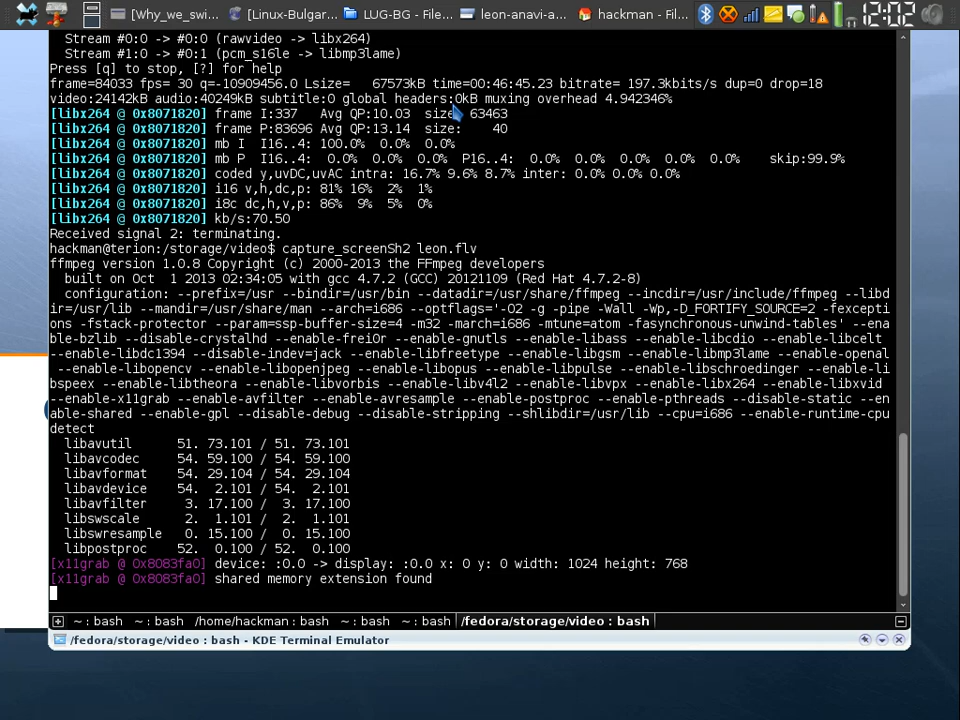 [Why_we_swi...
[Linux-Bulgar...
LUG-BG - File...
leon-anavi-a...
hackman - Fi...
12:02
Stream #0:0 -> #0:0 (rawvideo -> libx264)
Stream #1:0 -> #0:1 (pcm_s16le -> libmp3lame)
Press [q] to stop, [?] for help
frame=84033 fps= 30 q=-10909456.0 Lsize=   67573kB time=00:46:45.23 bitrate= 197.3kbits/s dup=0 drop=18
video:24142kB audio:40249kB subtitle:0 global headers:0kB muxing overhead 4.942346%
[libx264 @ 0x8071820] frame I:337   Avg QP:10.03  size: 63463
[libx264 @ 0x8071820] frame P:83696 Avg QP:13.14  size:    40
[libx264 @ 0x8071820] mb I  I16..4: 100.0%  0.0%  0.0%
[libx264 @ 0x8071820] mb P  I16..4:  0.0%  0.0%  0.0%  P16..4:  0.0%  0.0%  0.0%  0.0%  0.0%    skip:99.9%
[libx264 @ 0x8071820] coded y,uvDC,uvAC intra: 16.7% 9.6% 8.7% inter: 0.0% 0.0% 0.0%
[libx264 @ 0x8071820] i16 v,h,dc,p: 81% 16%  2%  1%
[libx264 @ 0x8071820] i8c dc,h,v,p: 86%  9%  5%  0%
[libx264 @ 0x8071820] kb/s:70.50
Received signal 2: terminating.
hackman@terion:/storage/video$ capture_screenSh2 leon.flv
ffmpeg version 1.0.8 Copyright (c) 2000-2013 the FFmpeg developers
built on Oct  1 2013 02:34:05 with gcc 4.7.2 (GCC) 20121109 (Red Hat 4.7.2-8)
configuration: --prefix=/usr --bindir=/usr/bin --datadir=/usr/share/ffmpeg --incdir=/usr/include/ffmpeg --libd
ir=/usr/lib --mandir=/usr/share/man --arch=i686 --optflags='-O2 -g -pipe -Wall -Wp,-D_FORTIFY_SOURCE=2 -fexcepti
ons -fstack-protector --param=ssp-buffer-size=4 -m32 -march=i686 -mtune=atom -fasynchronous-unwind-tables' --ena
ble-bzlib --disable-crystalhd --enable-frei0r --enable-gnutls --enable-libass --enable-libcdio --enable-libcelt
--enable-libdc1394 --disable-indev=jack --enable-libfreetype --enable-libgsm --enable-libmp3lame --enable-openal
--enable-libopencv --enable-libopenjpeg --enable-libopus --enable-libpulse --enable-libschroedinger --enable-li
bspeex --enable-libtheora --enable-libvorbis --enable-libv4l2 --enable-libvpx --enable-libx264 --enable-libxvid
--enable-x11grab --enable-avfilter --enable-avresample --enable-postproc --enable-pthreads --disable-static --en
able-shared --enable-gpl --disable-debug --disable-stripping --shlibdir=/usr/lib --cpu=i686 --enable-runtime-cpu
detect
libavutil      51. 73.101 / 51. 73.101
libavcodec     54. 59.100 / 54. 59.100
libavformat    54. 29.104 / 54. 29.104
libavdevice    54.  2.101 / 54.  2.101
libavfilter     3. 17.100 /  3. 17.100
libswscale      2.  1.101 /  2.  1.101
libswresample   0. 15.100 /  0. 15.100
libpostproc    52.  0.100 / 52.  0.100
[x11grab @ 0x8083fa0] device: :0.0 -> display: :0.0 x: 0 y: 0 width: 1024 height: 768
[x11grab @ 0x8083fa0] shared memory extension found
~ : bash
~ : bash
/home/hackman : bash
~ : bash
~ : bash
/fedora/storage/video : bash
/fedora/storage/video : bash - KDE Terminal Emulator